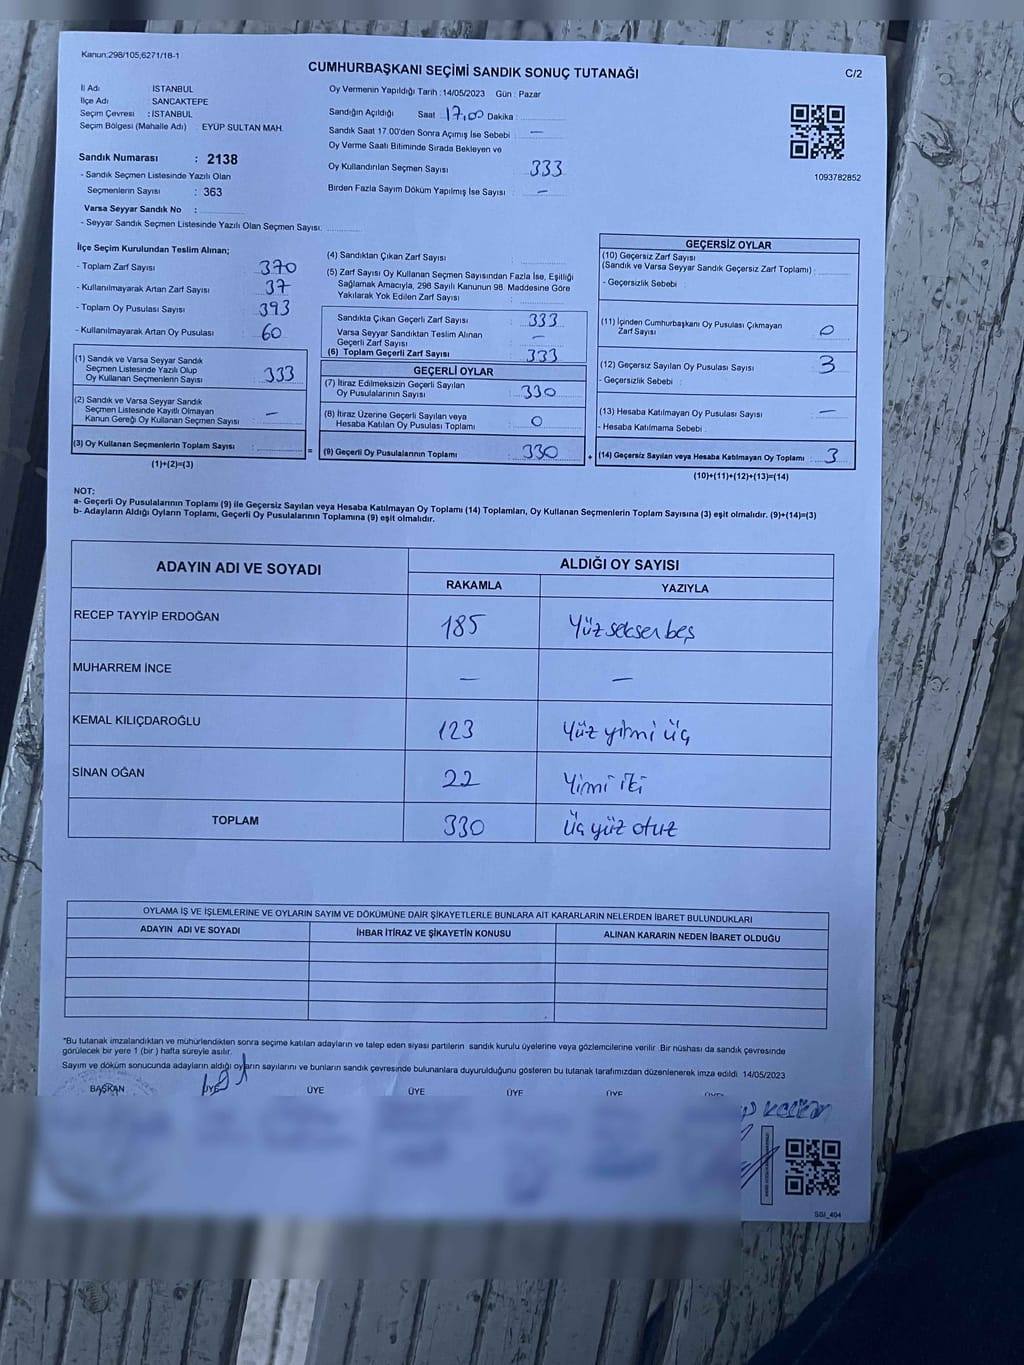 Kanun:298/105,6271/18-1
CUMHURBAŞKANI SEÇİMİ SANDIK SONUÇ TUTANAĞI
C/2
İl Adı : İSTANBUL
İlçe Adı : SANCAKTEPE
Seçim Çevresi : İSTANBUL
Seçim Bölgesi (Mahalle Adı) : EYÜP SULTAN MAH.
Sandık Numarası : 2138
- Sandık Seçmen Listesinde Yazılı Olan
Seçmenlerin Sayısı : 363
Varsa Seyyar Sandık No :
- Seyyar Sandık Seçmen Listesinde Yazılı Olan Seçmen Sayısı:
Oy Vermenin Yapıldığı Tarih :14/05/2023 Gün : Pazar
Sandığın Açıldığı Saat 17,00 Dakika :
Sandık Saat 17.00'den Sonra Açımış İse Sebebi : —
Oy Verme Saati Bitiminde Sırada Bekleyen ve
Oy Kullandırılan Seçmen Sayısı : 333
Birden Fazla Sayım Döküm Yapılmış İse Sayısı : —
1093782852
İlçe Seçim Kurulundan Teslim Alınan;
- Toplam Zarf Sayısı : 370
- Kullanılmayarak Artan Zarf Sayısı : 37
- Toplam Oy Pusulası Sayısı : 393
- Kullanılmayarak Artan Oy Pusulası : 60
(1) Sandık ve Varsa Seyyar Sandık
Seçmen Listesinde Yazılı Olup
Oy Kullanan Seçmenlerin Sayısı : 333
(2) Sandık ve Varsa Seyyar Sandık
Seçmen Listesinde Kayıtlı Olmayan
Kanun Gereği Oy Kullanan Seçmen Sayısı : —
(3) Oy Kullanan Seçmenlerin Toplam Sayısı :
(1)+(2)=(3)
=
(4) Sandıktan Çıkan Zarf Sayısı :
(5) Zarf Sayısı Oy Kullanan Seçmen Sayısından Fazla İse, Eşitliği
Sağlamak Amacıyla, 298 Sayılı Kanunun 98. Maddesine Göre
Yakılarak Yok Edilen Zarf Sayısı :
Sandıkta Çıkan Geçerli Zarf Sayısı : 333
Varsa Seyyar Sandıktan Teslim Alınan
Geçerli Zarf Sayısı : —
(6) Toplam Geçerli Zarf Sayısı : 333
GEÇERLİ OYLAR
(7) İtiraz Edilmeksizin Geçerli Sayılan
Oy Pusulalarının Sayısı : 330
(8) İtiraz Üzerine Geçerli Sayılan veya
Hesaba Katılan Oy Pusulası Toplamı : 0
(9) Geçerli Oy Pusulalarının Toplamı : 330
+
GEÇERSİZ OYLAR
(10) Geçersiz Zarf Sayısı
(Sandık ve Varsa Seyyar Sandık Geçersiz Zarf Toplamı) :
- Geçersizlik Sebebi :
(11) İçinden Cumhurbaşkanı Oy Pusulası Çıkmayan
Zarf Sayısı : 0
(12) Geçersiz Sayılan Oy Pusulası Sayısı : 3
- Geçersizlik Sebebi :
(13) Hesaba Katılmayan Oy Pusulası Sayısı : —
- Hesaba Katılmama Sebebi :
(14) Geçersiz Sayılan veya Hesaba Katılmayan Oy Toplamı : 3
(10)+(11)+(12)+(13)=(14)
NOT:
a- Geçerli Oy Pusulalarının Toplamı (9) ile Geçersiz Sayılan veya Hesaba Katılmayan Oy Toplamı (14) Toplamları, Oy Kullanan Seçmenlerin Toplam Sayısına (3) eşit olmalıdır. (9)+(14)=(3)
b- Adayların Aldığı Oyların Toplamı, Geçerli Oy Pusulalarının Toplamına (9) eşit olmalıdır.
ADAYIN ADI VE SOYADI
ALDIĞI OY SAYISI
RAKAMLA YAZIYLA
RECEP TAYYİP ERDOĞAN 185 Yüz seksen beş
MUHARREM İNCE — —
KEMAL KILIÇDAROĞLU 123 Yüz yirmi üç
SİNAN OĞAN 22 Yirmi iki
TOPLAM 330 Üç yüz otuz
OYLAMA İŞ VE İŞLEMLERİNE VE OYLARIN SAYIM VE DÖKÜMÜNE DAİR ŞİKAYETLERLE BUNLARA AİT KARARLARIN NELERDEN İBARET BULUNDUKLARI
ADAYIN ADI VE SOYADI İHBAR İTİRAZ VE ŞİKAYETİN KONUSU ALINAN KARARIN NEDEN İBARET OLDUĞU
*Bu tutanak imzalandıktan ve mühürlendikten sonra seçime katılan adayların ve talep eden siyasi partilerin sandık kurulu üyelerine veya gözlemcilerine verilir. Bir nüshası da sandık çevresinde
görülecek bir yere 1 (bir ) hafta süreyle asılır.
Sayım ve döküm sonucunda adayların aldığı oyların sayılarını ve bunların sandık çevresinde bulunanlara duyurulduğunu gösteren bu tutanak tarafımızdan düzenlenerek imza edildi. 14/05/2023
BAŞKAN ÜYE ÜYE ÜYE ÜYE ÜYE ÜYE
SGI_404